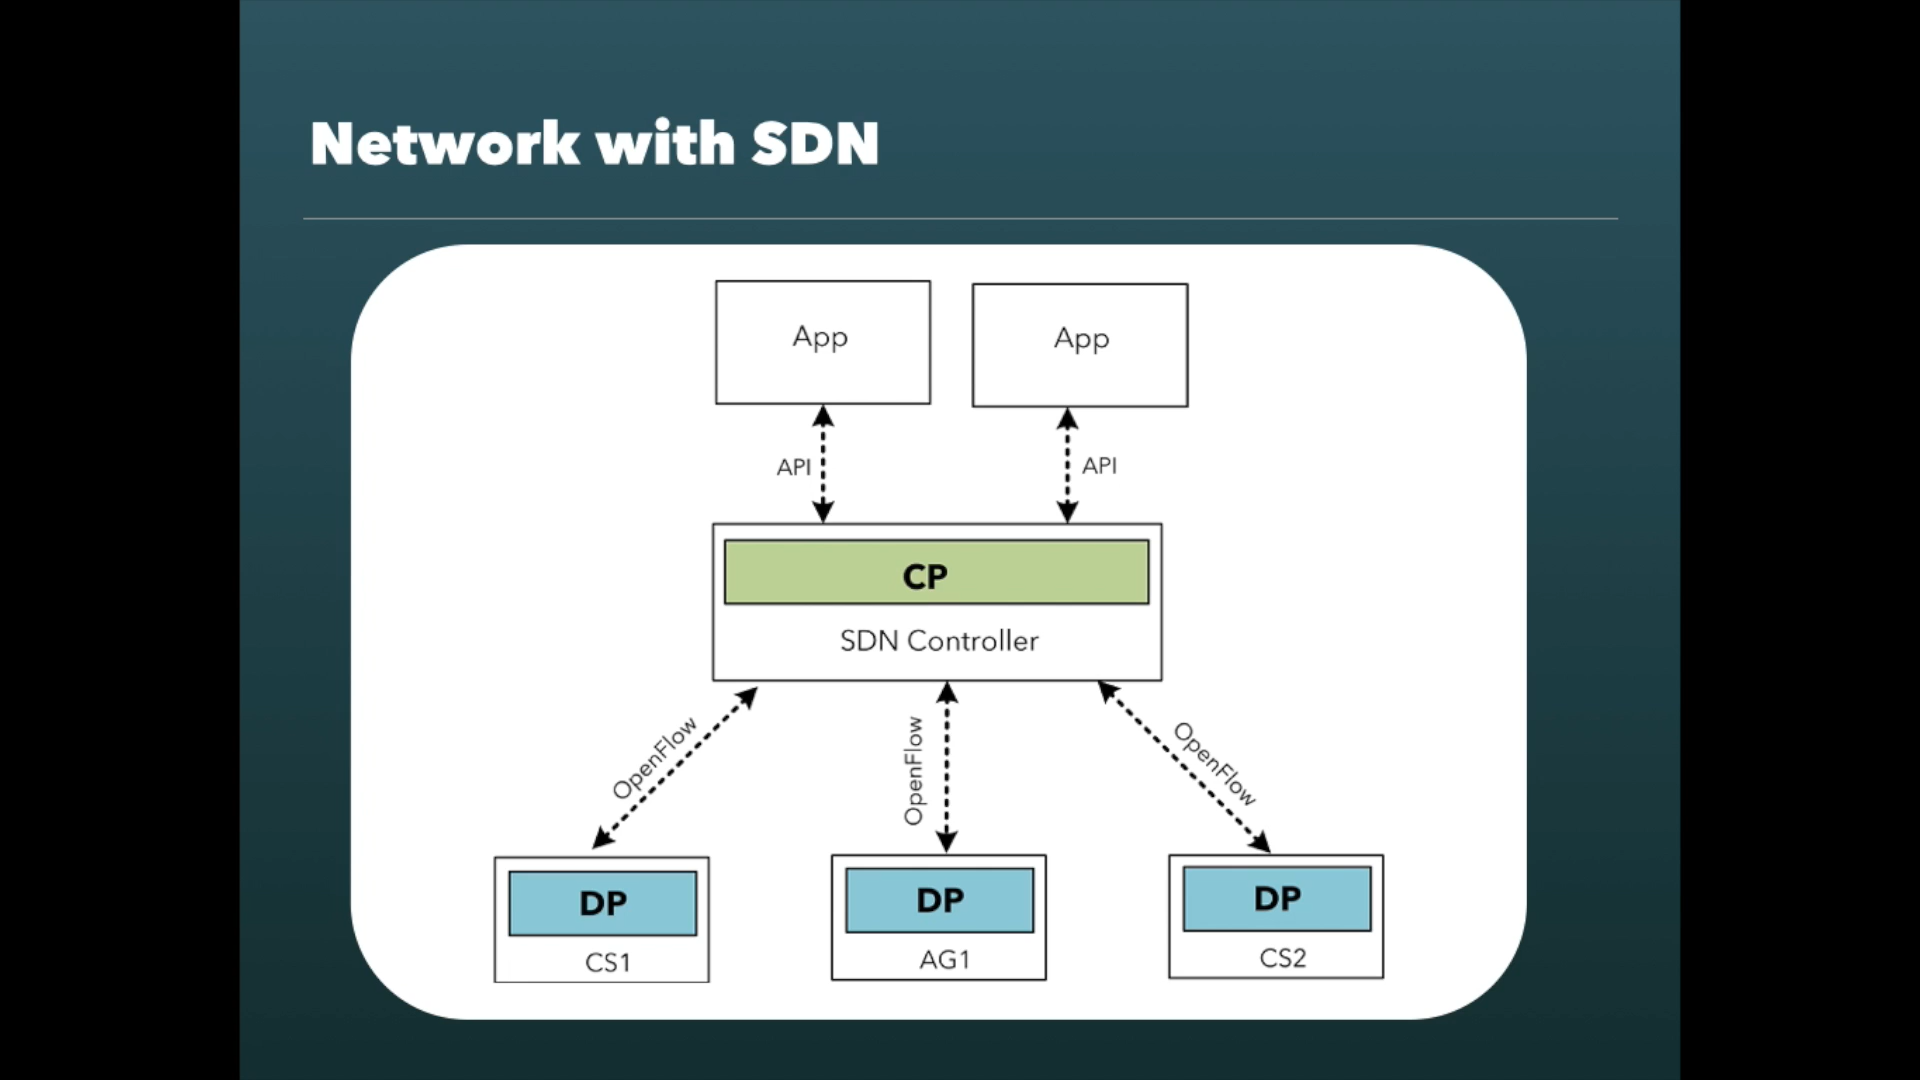 Network with SDN
App
App
API
API
CP
SDN Controller
OpenFlow
OpenFlow
OpenFlow
DP
CS1
DP
AG1
DP
CS2